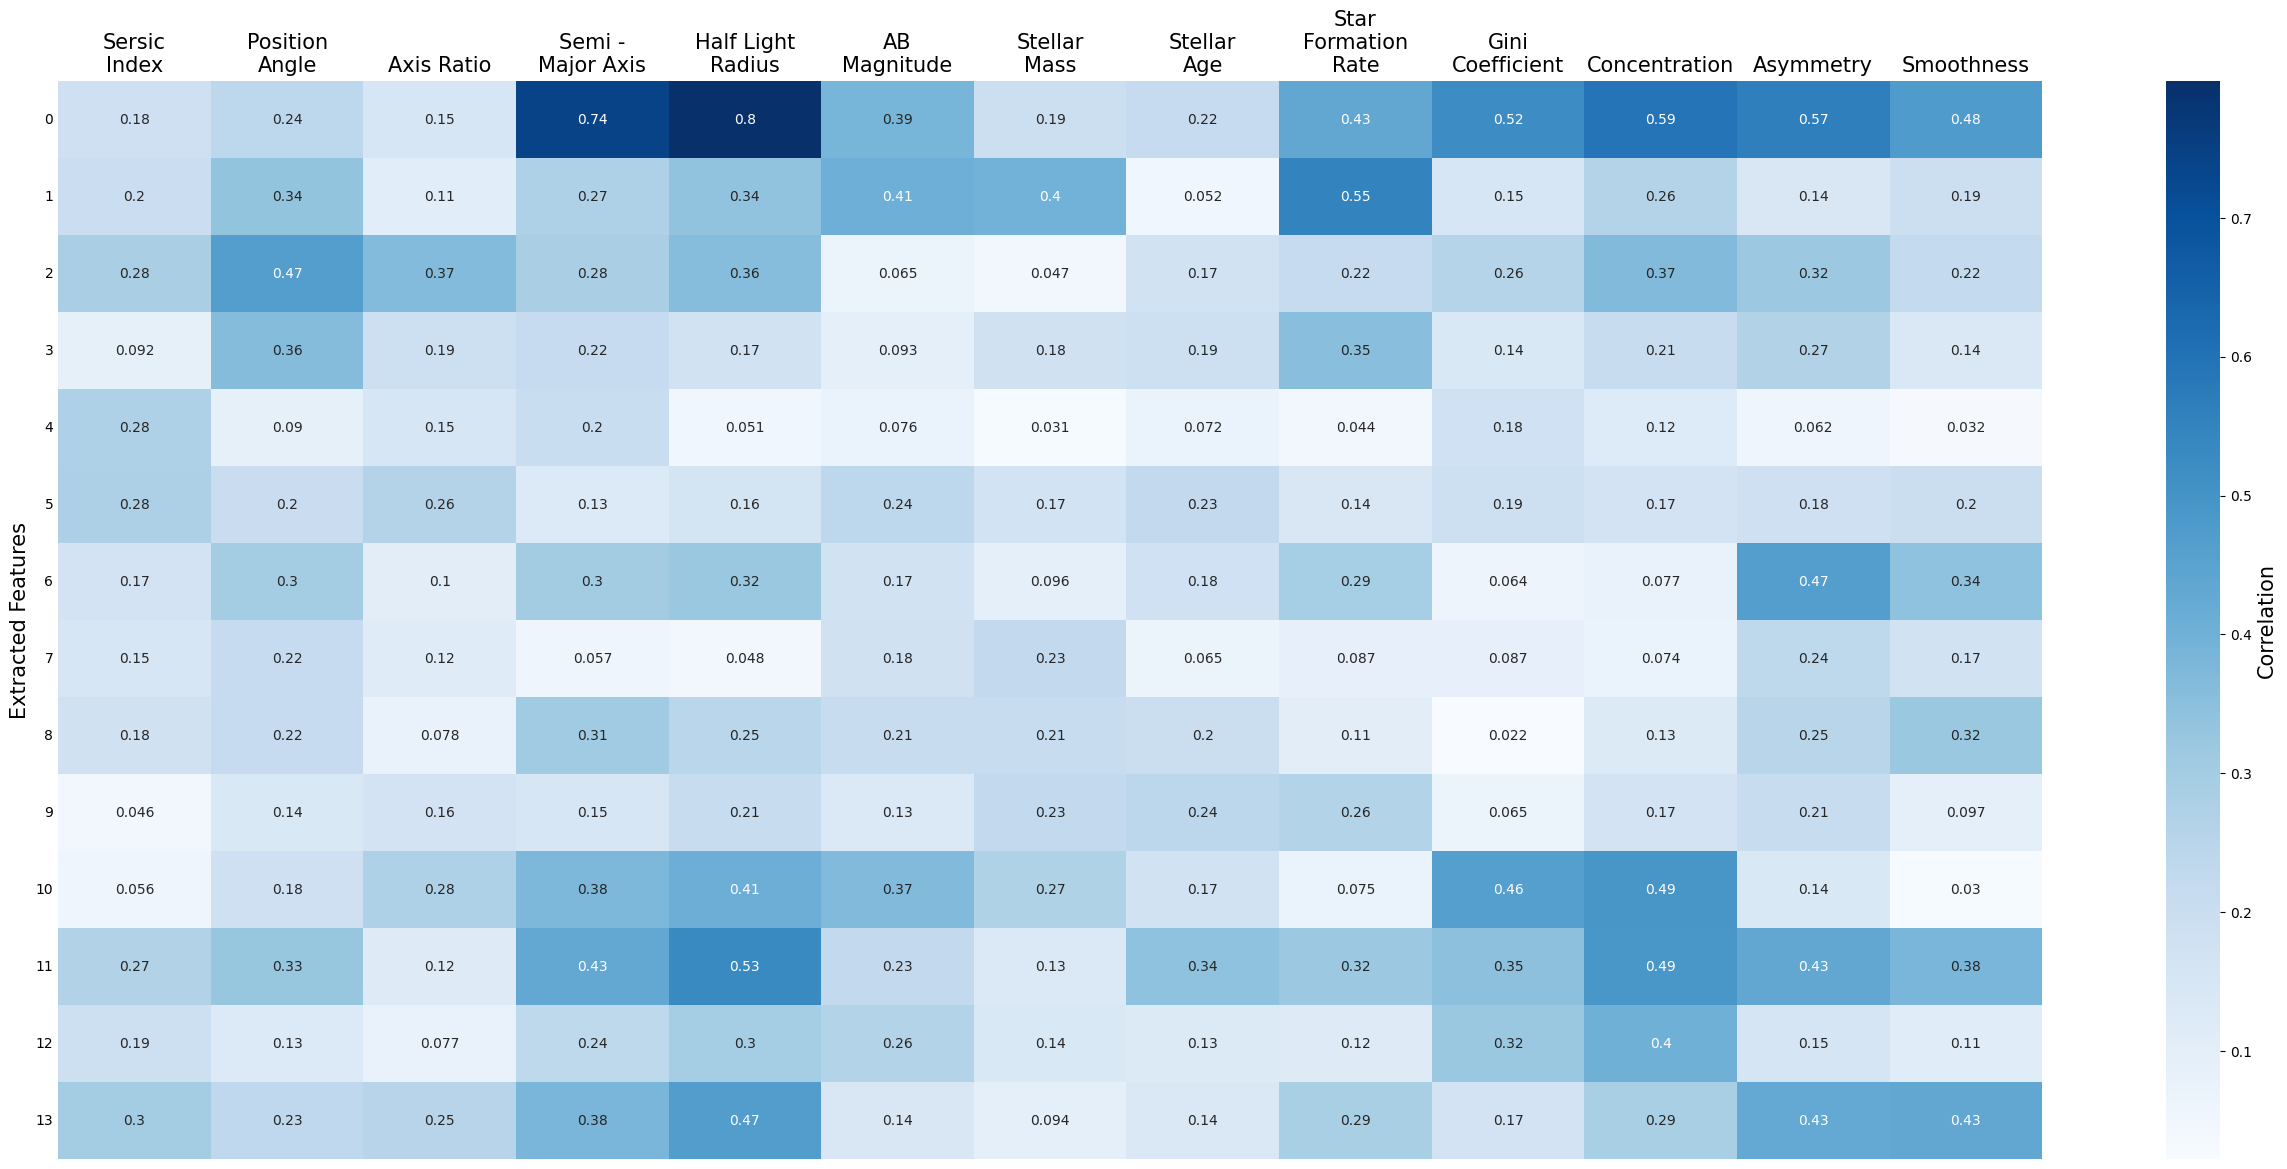 Star
Sersic Position Semi - Half Light AB Stellar Stellar Formation Gini
Index Angle Axis Ratio Major Axis Radius Magnitude Mass Age Rate Coefficient Concentration Asymmetry Smoothness
0 0.18 0.24 0.15 0.74 0.8 0.39 0.19 0.22 0.43 0.52 0.59 0.57 0.48
1 0.2 0.34 0.11 0.27 0.34 0.41 0.4 0.052 0.55 0.15 0.26 0.14 0.19
2 0.28 0.47 0.37 0.28 0.36 0.065 0.047 0.17 0.22 0.26 0.37 0.32 0.22
3 0.092 0.36 0.19 0.22 0.17 0.093 0.18 0.19 0.35 0.14 0.21 0.27 0.14
4 0.28 0.09 0.15 0.2 0.051 0.076 0.031 0.072 0.044 0.18 0.12 0.062 0.032
5 0.28 0.2 0.26 0.13 0.16 0.24 0.17 0.23 0.14 0.19 0.17 0.18 0.2
6 0.17 0.3 0.1 0.3 0.32 0.17 0.096 0.18 0.29 0.064 0.077 0.47 0.34
7 0.15 0.22 0.12 0.057 0.048 0.18 0.23 0.065 0.087 0.087 0.074 0.24 0.17
8 0.18 0.22 0.078 0.31 0.25 0.21 0.21 0.2 0.11 0.022 0.13 0.25 0.32
9 0.046 0.14 0.16 0.15 0.21 0.13 0.23 0.24 0.26 0.065 0.17 0.21 0.097
10 0.056 0.18 0.28 0.38 0.41 0.37 0.27 0.17 0.075 0.46 0.49 0.14 0.03
11 0.27 0.33 0.12 0.43 0.53 0.23 0.13 0.34 0.32 0.35 0.49 0.43 0.38
12 0.19 0.13 0.077 0.24 0.3 0.26 0.14 0.13 0.12 0.32 0.4 0.15 0.11
13 0.3 0.23 0.25 0.38 0.47 0.14 0.094 0.14 0.29 0.17 0.29 0.43 0.43
Extracted Features
0.7
0.6
0.5
0.4
0.3
0.2
0.1
Correlation